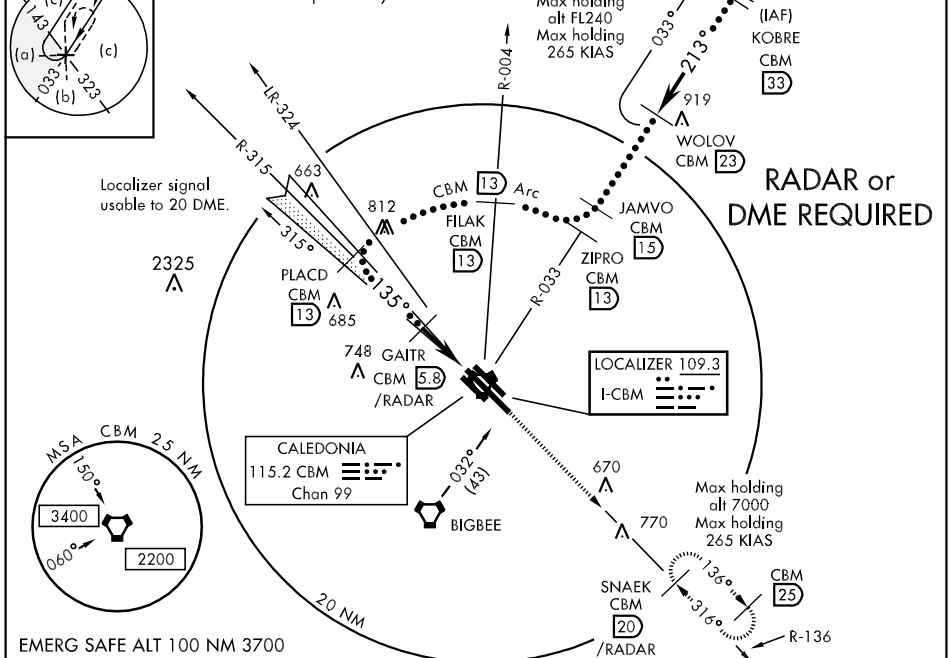 Max holding
alt FL240
Max holding
265 KIAS
(IAF)
KOBRE
CBM
33
033°
213°
R-004
143
(c)
(a)
(c)
033
323
(b)
919
WOLOV
CBM 23
RADAR or
DME REQUIRED
LR-324
R-315
663
Localizer signal
usable to 20 DME.
CBM 13 Arc
812
FILAK
CBM
13
JAMVO
CBM
15
ZIPRO
CBM
13
R-033
315°
2325
PLACD
CBM
13
135°
685
748
GAITR
CBM 5.8
/RADAR
LOCALIZER 109.3
I-CBM
CALEDONIA
115.2 CBM
Chan 99
032°
(43)
BIGBEE
MSA CBM 25 NM
150°
3400
060°
2200
670
770
Max holding
alt 7000
Max holding
265 KIAS
136°
316°
CBM
25
SNAEK
CBM
20
/RADAR
R-136
20 NM
EMERG SAFE ALT 100 NM 3700